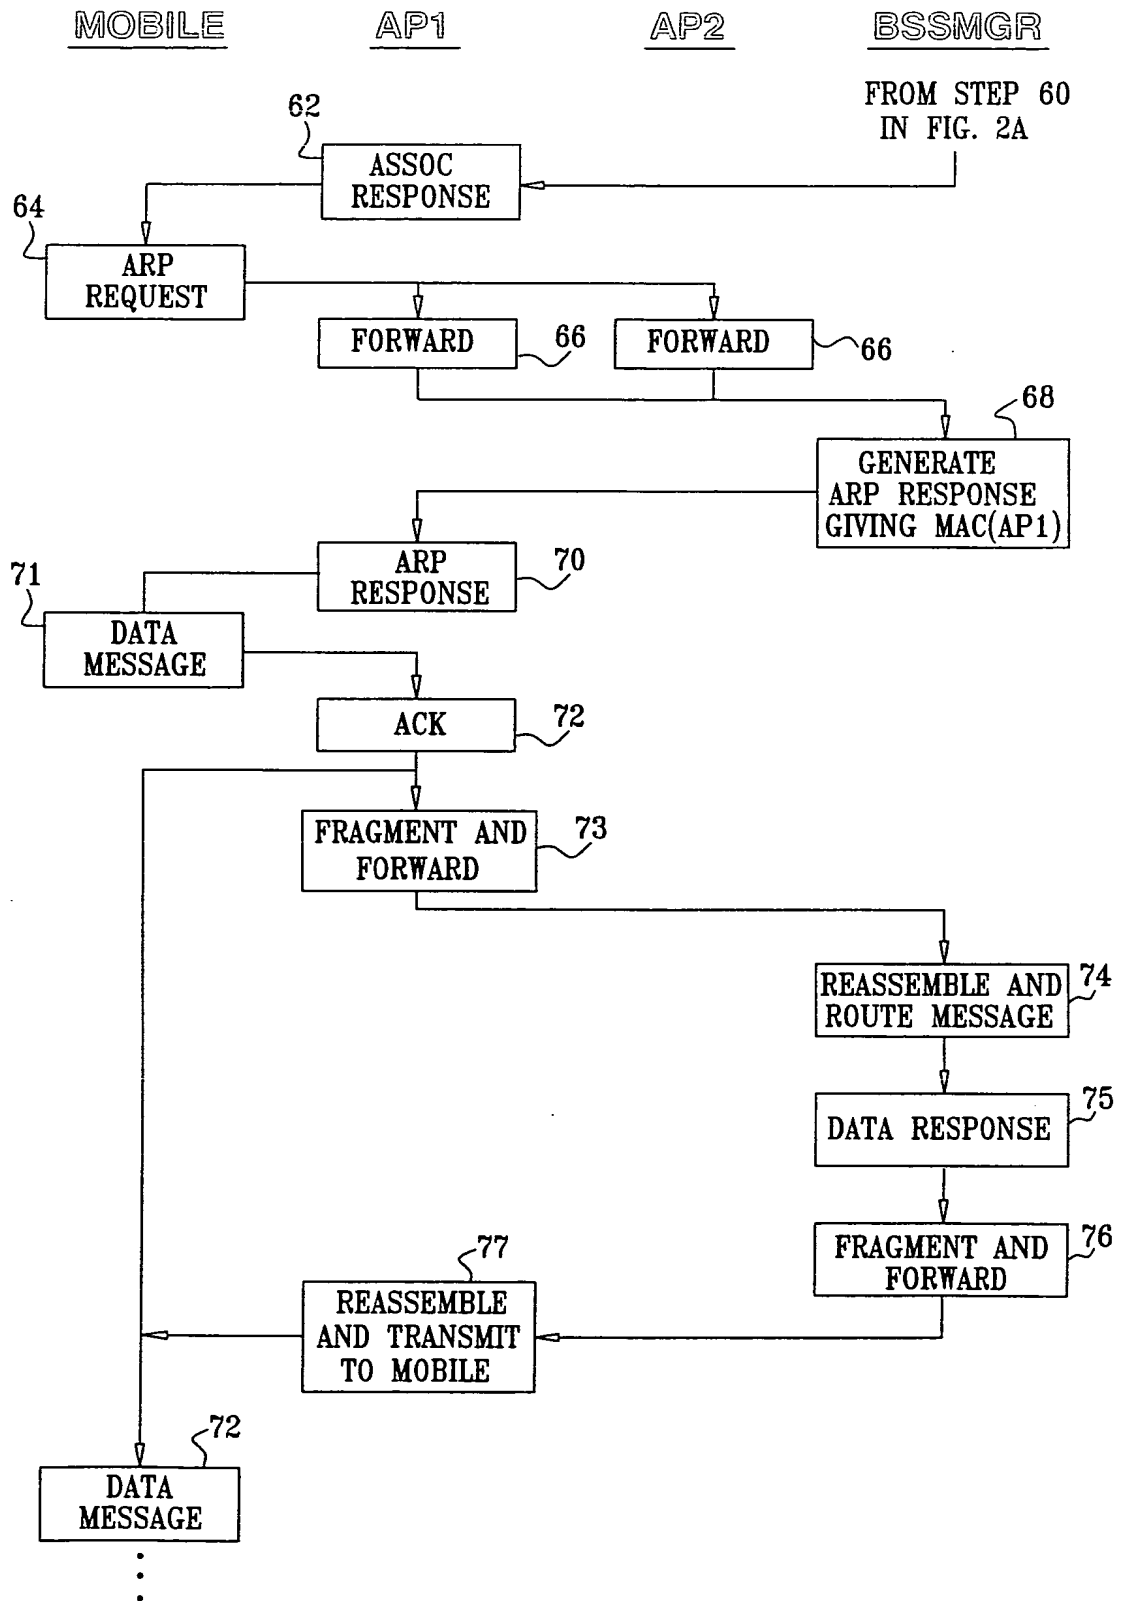 MOBILE AP1 AP2 BSSMGR
FROM STEP 60
IN FIG. 2A
62
ASSOC
RESPONSE
64
ARP
REQUEST
FORWARD
66
FORWARD
66
68
GENERATE
ARP RESPONSE
GIVING MAC(AP1)
ARP
RESPONSE
70
71
DATA
MESSAGE
ACK
72
FRAGMENT AND
FORWARD
73
REASSEMBLE AND
ROUTE MESSAGE
74
DATA RESPONSE
75
FRAGMENT AND
FORWARD
76
77
REASSEMBLE
AND TRANSMIT
TO MOBILE
72
DATA
MESSAGE